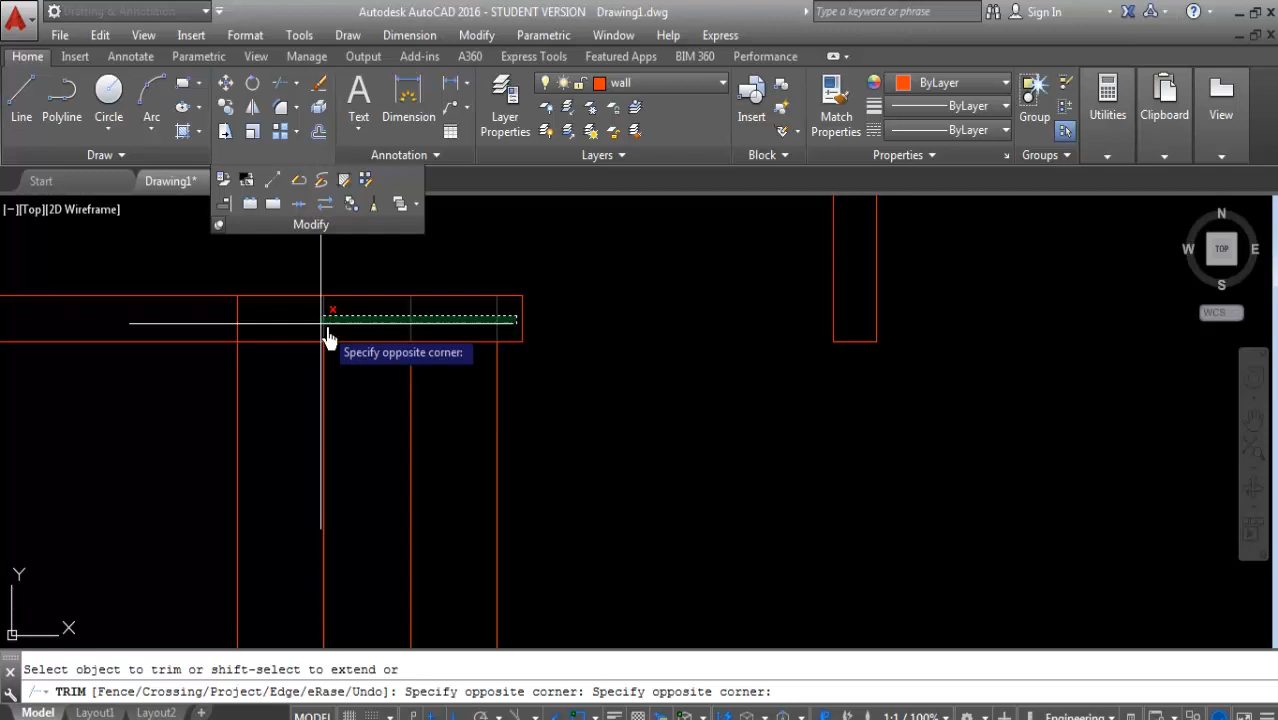 Drafting & Annotation
Autodesk AutoCAD 2016 - STUDENT VERSION Drawing1.dwg
Type a keyword or phrase
Sign In
File Edit View Insert Format Tools Draw Dimension Modify Parametric Window Help Express
Home Insert Annotate Parametric View Manage Output Add-ins A360 Express Tools Featured Apps BIM 360 Performance
wall
ByLayer
ByLayer
ByLayer
Line Polyline Circle Arc
Text Dimension
Layer Properties
Insert
Match Properties
Group
Utilities Clipboard View
Draw Annotation Layers Block Properties Groups
Start Drawing1*
[−][Top][2D Wireframe]
Modify
N
W TOP E
S
WCS
Specify opposite corner:
Y
X
Select object to trim or shift-select to extend or
TRIM [Fence/Crossing/Project/Edge/eRase/Undo]: Specify opposite corner: Specify opposite corner:
Model Layout1 Layout2 +
MODEL 1:1 / 100% Engineering